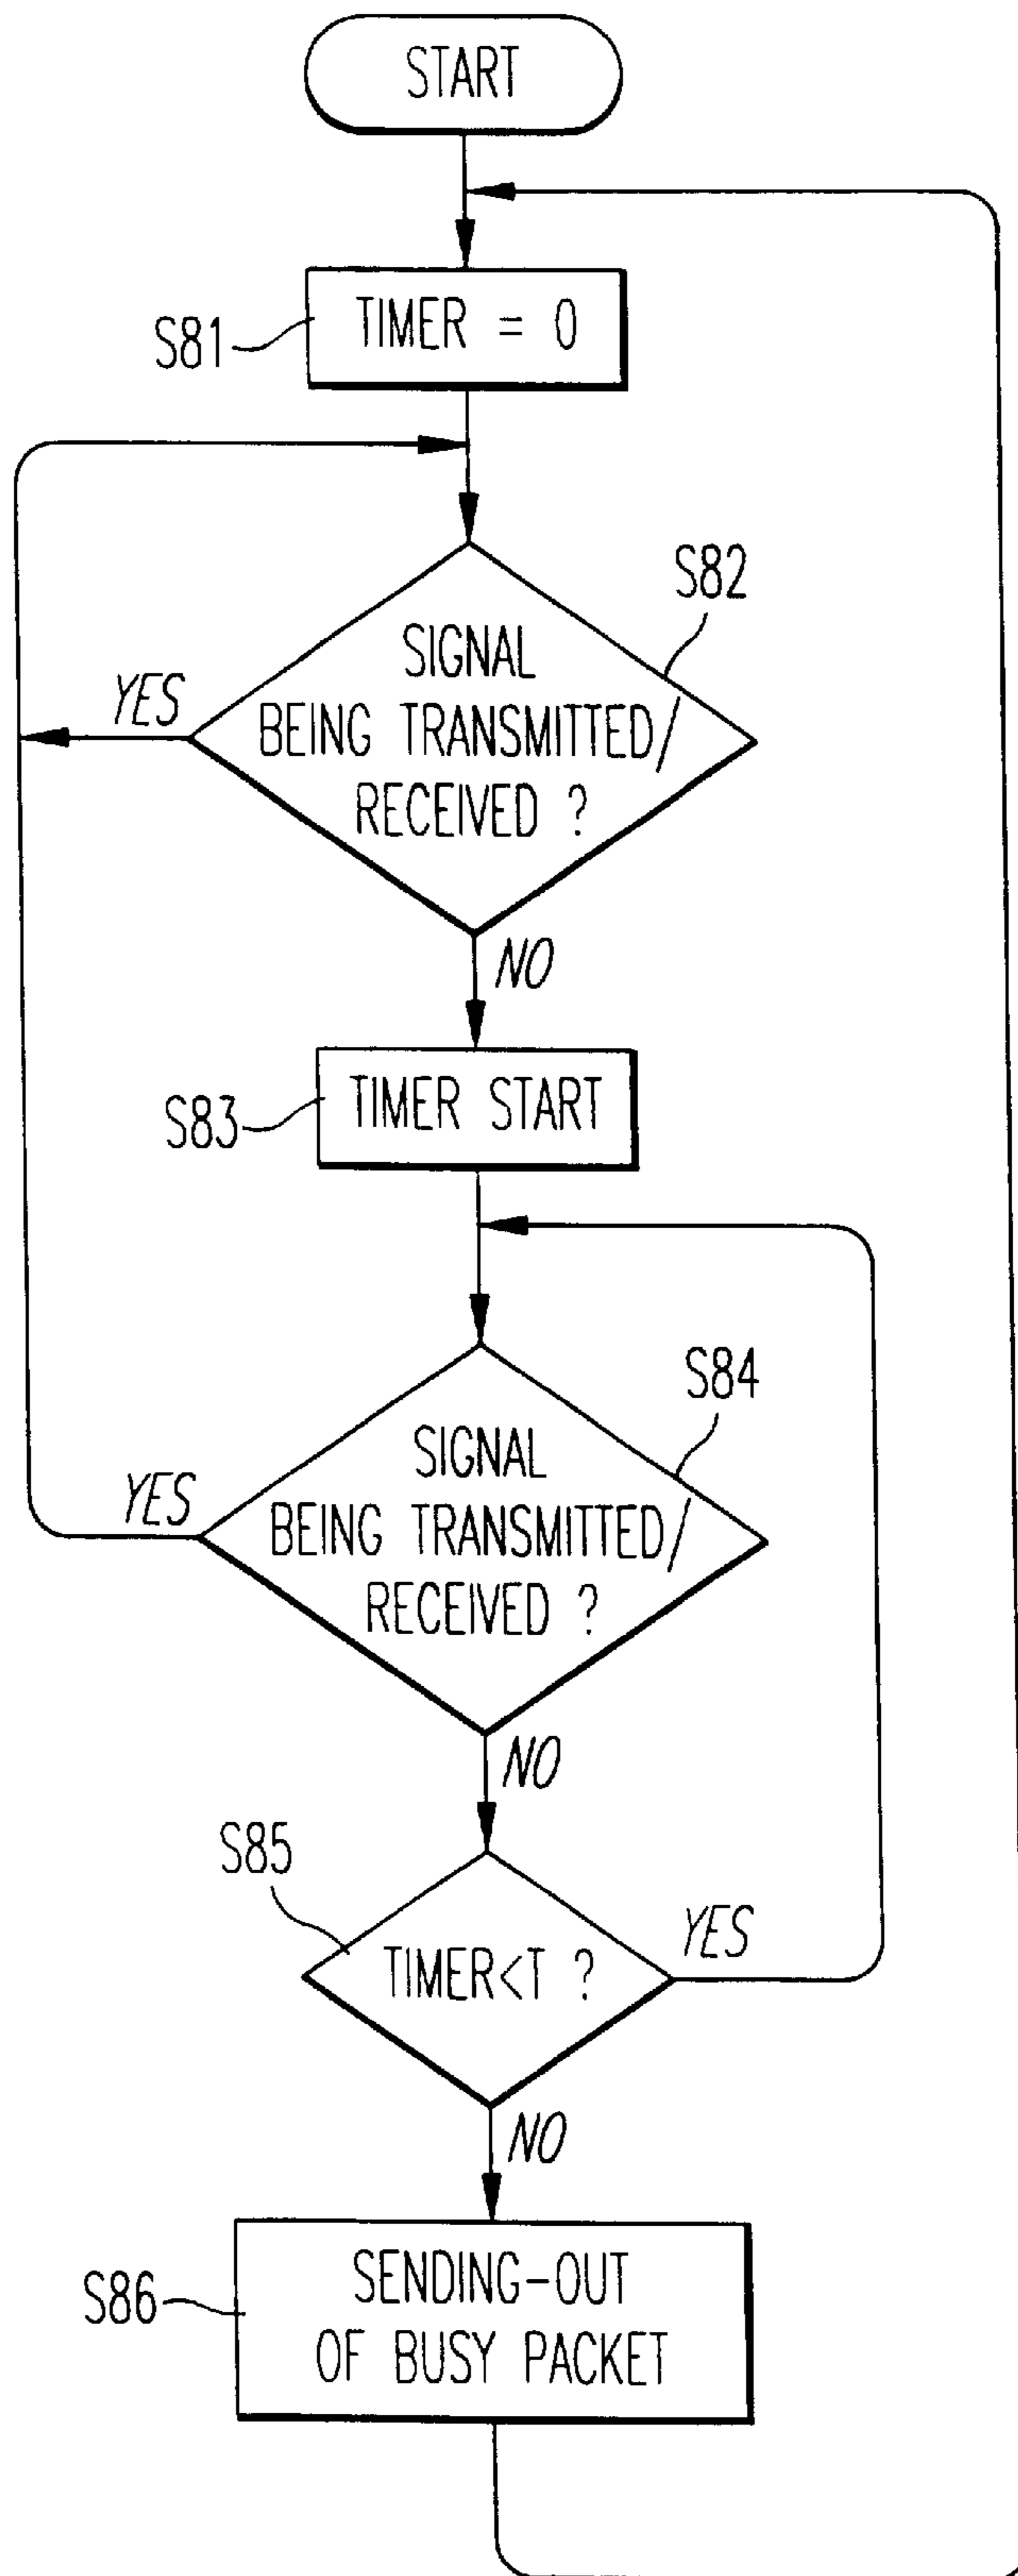 START
S81
TIMER = 0
S82
SIGNAL
BEING TRANSMITTED/
RECEIVED ?
YES
NO
S83
TIMER START
S84
SIGNAL
BEING TRANSMITTED/
RECEIVED ?
YES
NO
S85
TIMER<T ?
YES
NO
S86
SENDING-OUT
OF BUSY PACKET